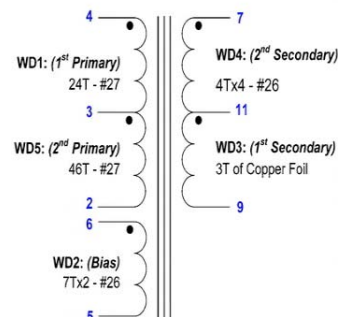 4
WD1: (1st Primary)
24T - #27
3
WD5: (2nd Primary)
46T - #27
2
6
WD2: (Bias)
7Tx2 - #26
5
7
WD4: (2nd Secondary)
4Tx4 - #26
11
WD3: (1st Secondary)
3T of Copper Foil
9